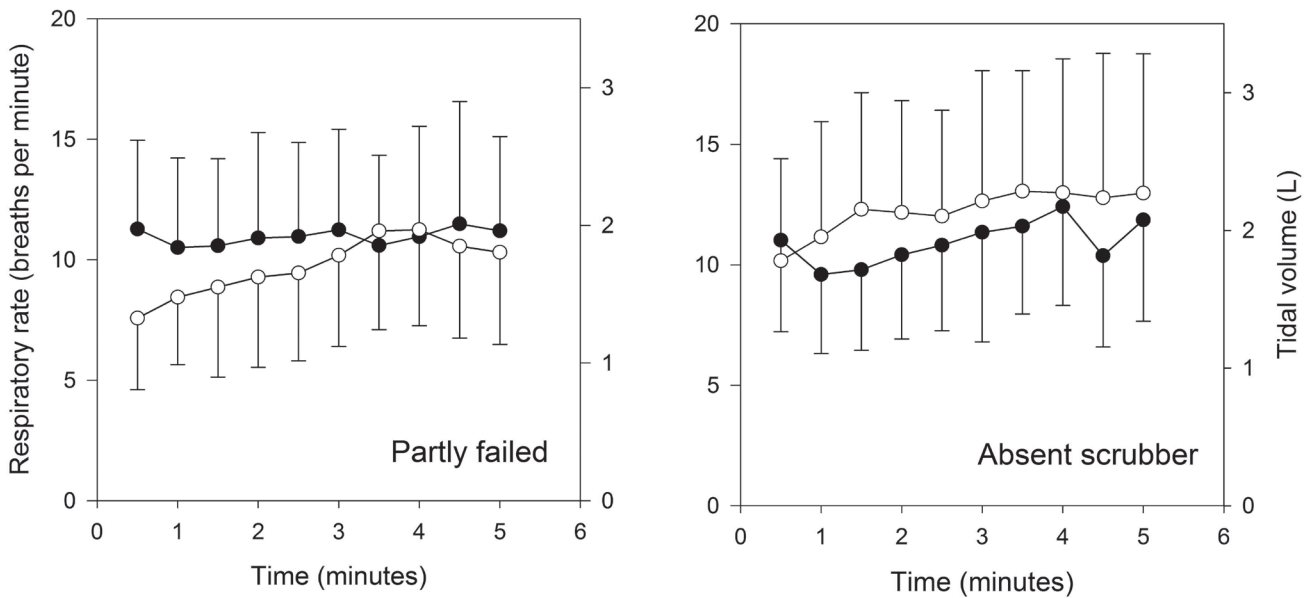 Respiratory rate (breaths per minute)
20
15
10
5
0
3
2
1
0
Partly failed
0 1 2 3 4 5 6
Time (minutes)
20
15
10
5
0
3
2
1
0
Tidal volume (L)
Absent scrubber
0 1 2 3 4 5 6
Time (minutes)